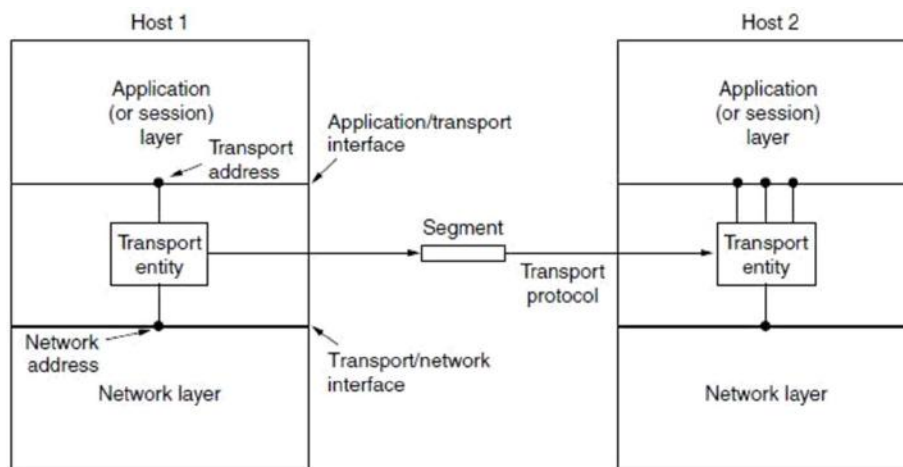 Host 1
Host 2
Application
(or session)
layer
Transport
address
Application/transport
interface
Application
(or session)
layer
Transport
entity
Segment
Transport
protocol
Transport
entity
Network
address
Transport/network
interface
Network layer
Network layer